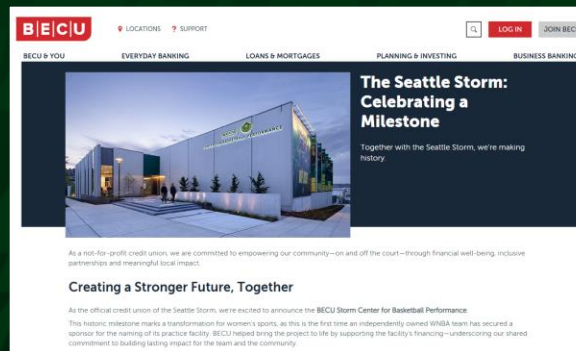 BECU
LOCATIONS
? SUPPORT
LOG IN
JOIN BECU
BECU & YOU
EVERYDAY BANKING
LOANS & MORTGAGES
PLANNING & INVESTING
BUSINESS BANKING
The Seattle Storm:
Celebrating a
Milestone
Together with the Seattle Storm, we're making
history.
As a not-for-profit credit union, we are committed to empowering our community—on and off the court—through financial well-being, inclusive
partnerships and meaningful local impact.
Creating a Stronger Future, Together
As the official credit union of the Seattle Storm, we're excited to announce the BECU Storm Center for Basketball Performance.
This historic milestone marks a transformation for women's sports, as this is the first time an independently owned WNBA team has secured a
sponsor for the naming of its practice facility. BECU helped bring the project to life by supporting the facility's financing—underscoring our shared
commitment to building lasting impact for the team and the community.